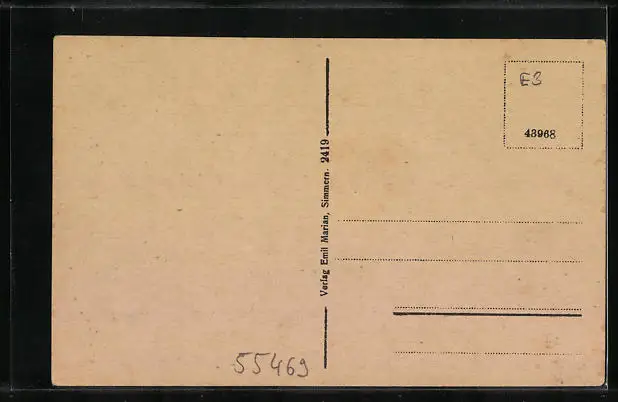 E3
43968
Verlag Emil Marian, Simmern. 2419
55469